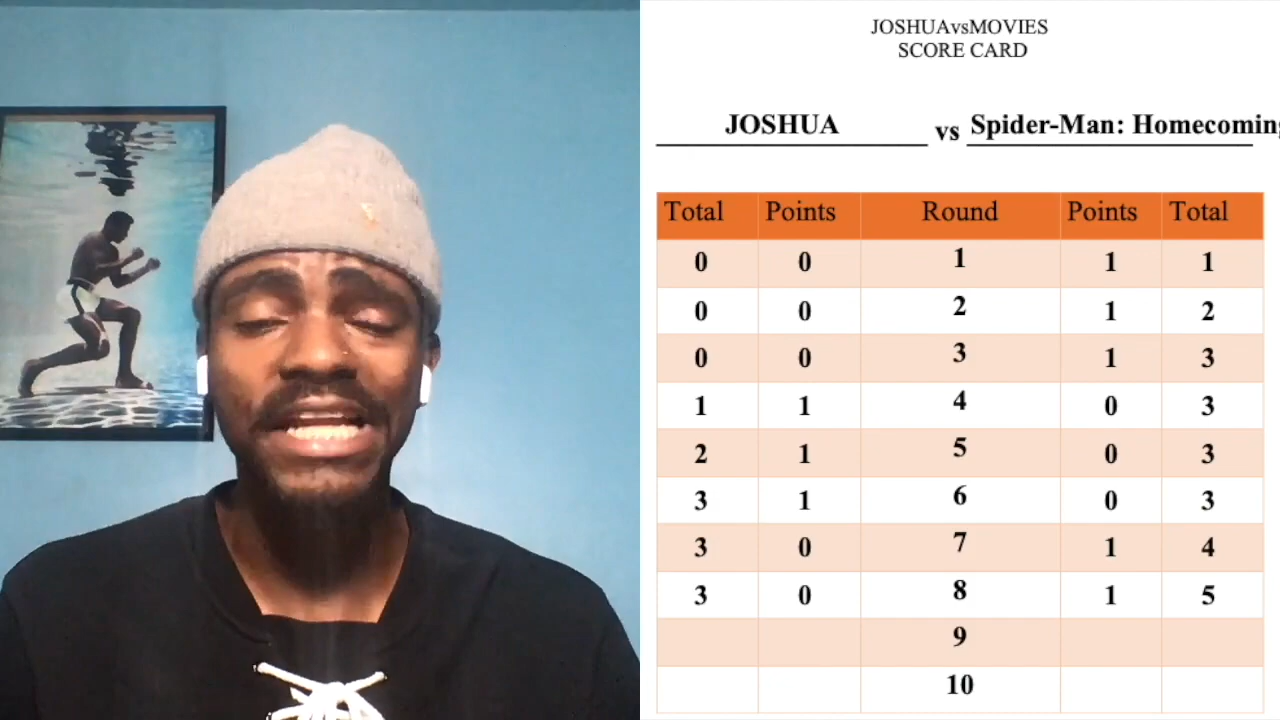 JOSHUAvsMOVIES
SCORE CARD
JOSHUA vs Spider-Man: Homecoming
Total Points Round Points Total
0 0 1 1 1
0 0 2 1 2
0 0 3 1 3
1 1 4 0 3
2 1 5 0 3
3 1 6 0 3
3 0 7 1 4
3 0 8 1 5
9
10